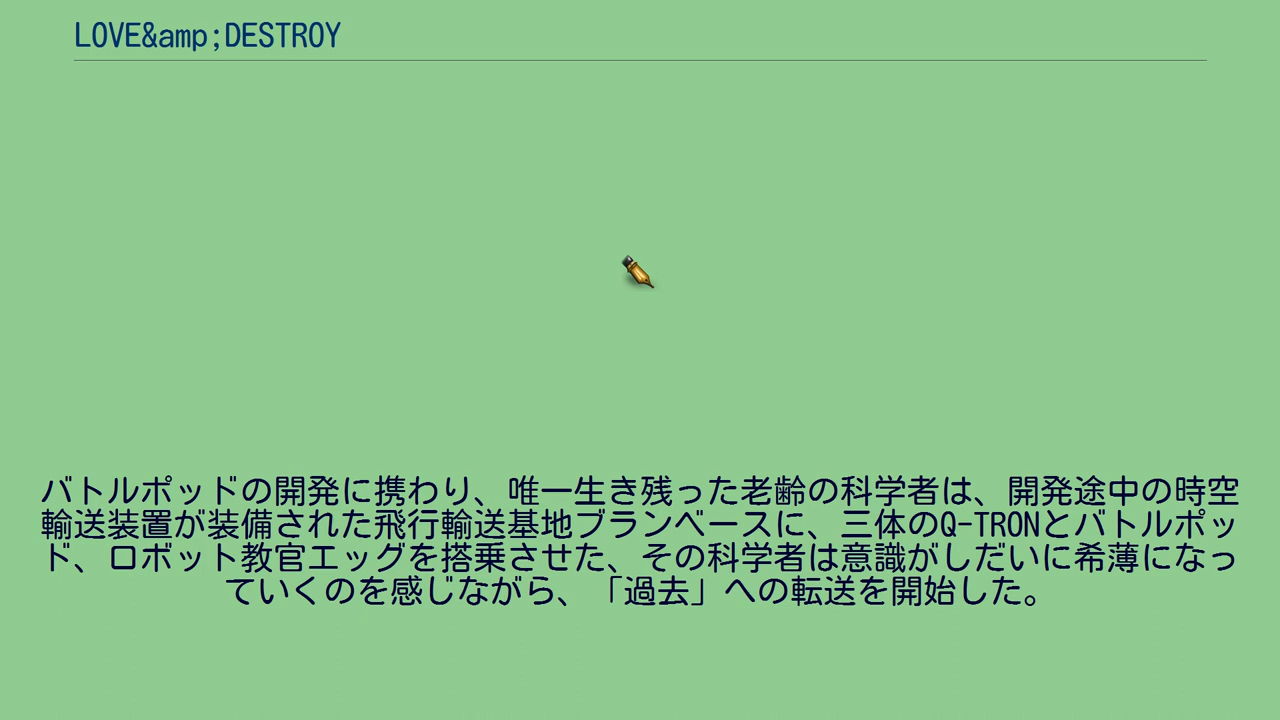 LOVE&amp;DESTROY
バトルポッドの開発に携わり、唯一生き残った老齢の科学者は、開発途中の時空
輸送装置が装備された飛行輸送基地ブランベースに、三体のQ-TRONとバトルポッ
ド、ロボット教官エッグを搭乗させた、その科学者は意識がしだいに希薄になっ
ていくのを感じながら、「過去」への転送を開始した。